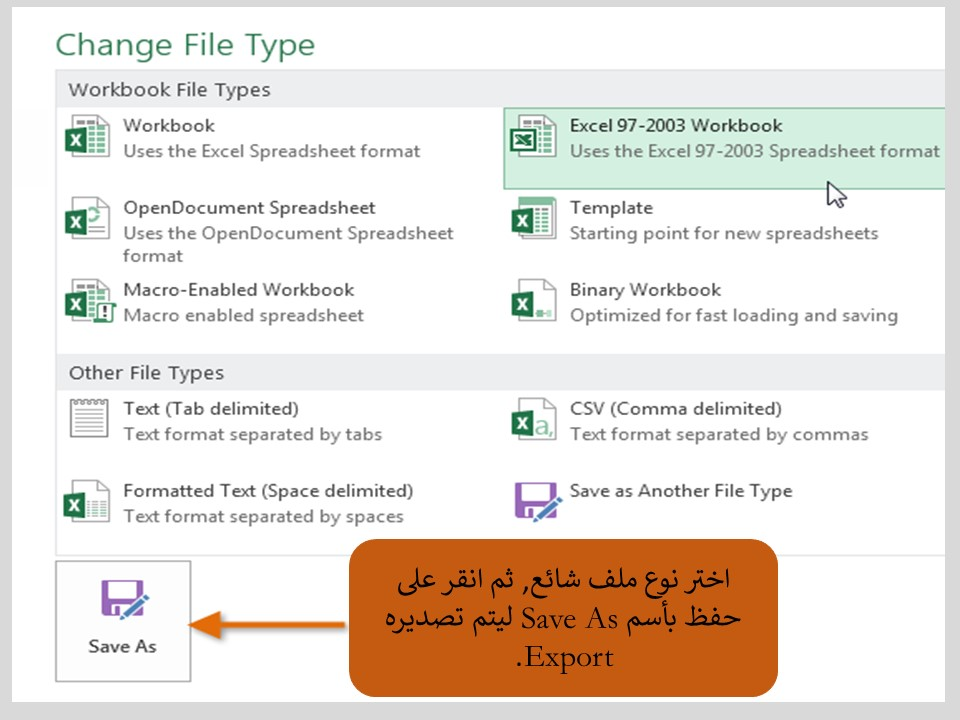 Change File Type
Workbook File Types
Workbook
Uses the Excel Spreadsheet format
Excel 97-2003 Workbook
Uses the Excel 97-2003 Spreadsheet format
OpenDocument Spreadsheet
Uses the OpenDocument Spreadsheet
format
Template
Starting point for new spreadsheets
Macro-Enabled Workbook
Macro enabled spreadsheet
Binary Workbook
Optimized for fast loading and saving
Other File Types
Text (Tab delimited)
Text format separated by tabs
CSV (Comma delimited)
Text format separated by commas
Formatted Text (Space delimited)
Text format separated by spaces
Save as Another File Type
Save As
اختر نوع ملف شائع, ثم انقر على
حفظ بأسم Save As ليتم تصديره
Export.